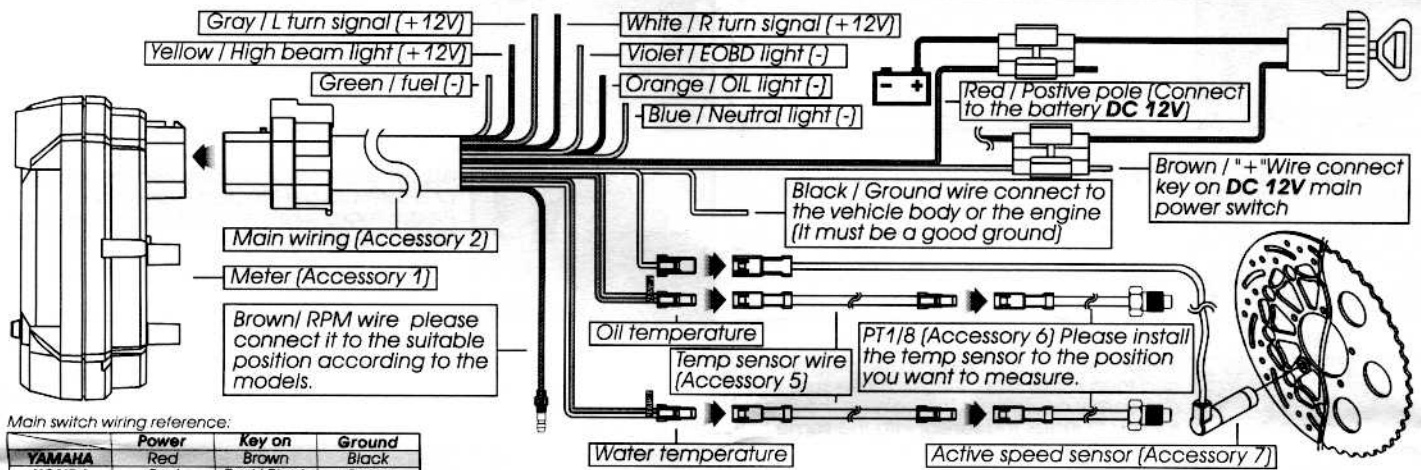 Gray / L turn signal (+12V)
White / R turn signal (+12V)
Yellow / High beam light (+12V)
Violet / EOBD light (-)
Green / fuel (-)
Orange / OIL light (-)
Blue / Neutral light (-)
- +
Red / Postive pole (Connect
to the battery DC 12V)
Brown / "+"Wire connect
key on DC 12V main
power switch
Black / Ground wire connect to
the vehicle body or the engine
(It must be a good ground)
Main wiring (Accessory 2)
Meter (Accessory 1)
Brown/ RPM wire please
connect it to the suitable
position according to the
models.
Oil temperature
Temp sensor wire
(Accessory 5)
PT1/8 (Accessory 6) Please install
the temp sensor to the position
you want to measure.
Water temperature
Active speed sensor (Accessory 7)
Main switch wiring reference:
Power Key on Ground
YAMAHA Red Brown Black